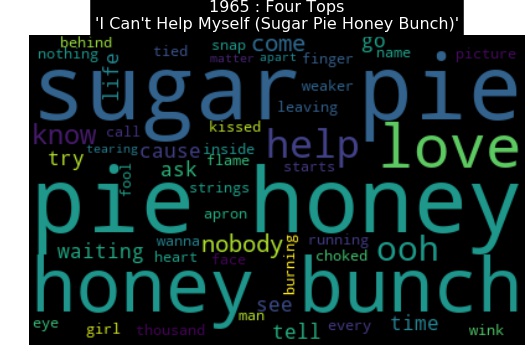 1965 : Four Tops
'I Can't Help Myself (Sugar Pie Honey Bunch)'
behind tied snap come go
nothing life matter apart finger name picture
sugar pie
weaker
leaving
know call kissed help love
try tearing cause inside starts
fool ask flame
pie honey
strings
apron
waiting wanna nobody burning running ooh
heart face choked
honey bunch
see
eye man every time
girl thousand tell wink